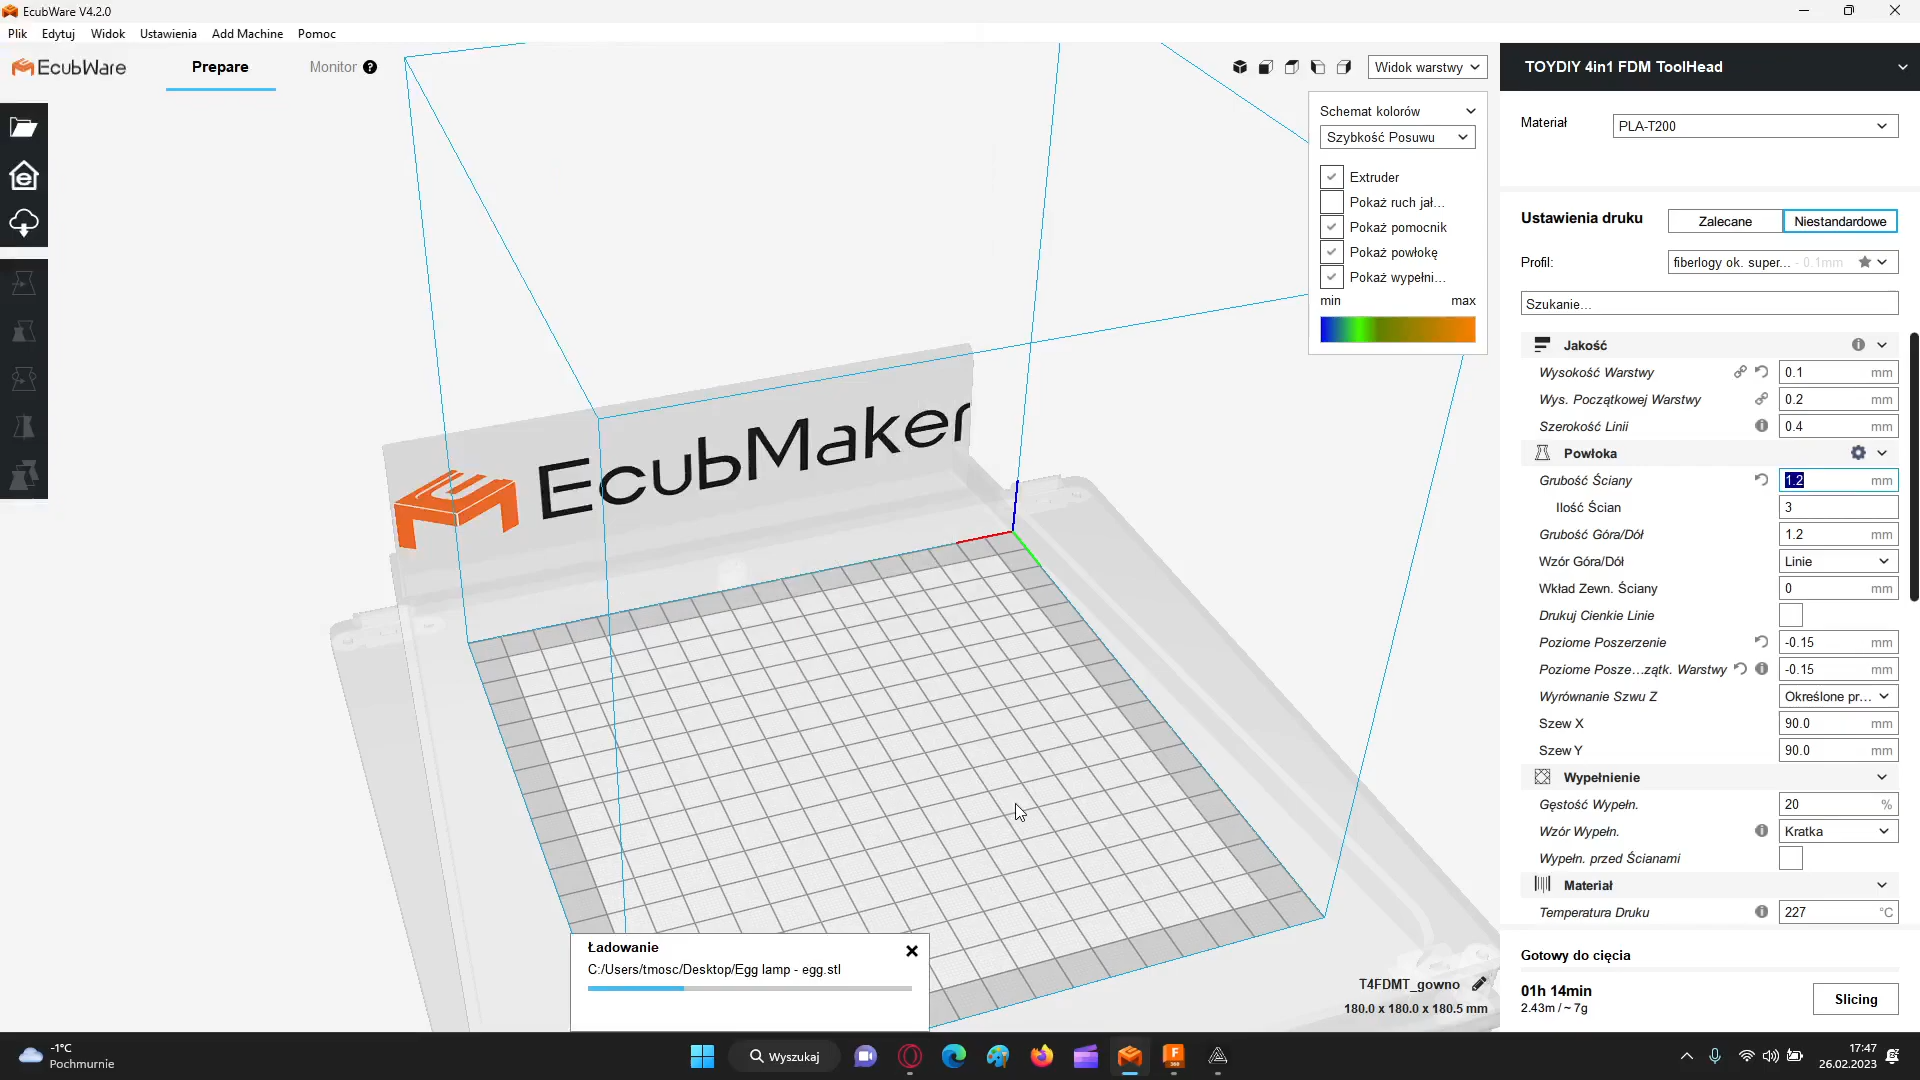 EcubWare V4.2.0
Plik Edytuj Widok Ustawienia Add Machine Pomoc
EcubWare Prepare Monitor ?
Widok warstwy
Schemat kolorów
Szybkość Posuwu
Extruder
Pokaż ruch jał...
Pokaż pomocnik
Pokaż powłokę
Pokaż wypełni...
min max
EcubMaker
Ładowanie
C:/Users/tmosc/Desktop/Egg lamp - egg.stl
T4FDMT_gowno
180.0 x 180.0 x 180.5 mm
TOYDIY 4in1 FDM ToolHead
Materiał PLA-T200
Ustawienia druku Zalecane Niestandardowe
Profil: fiberlogy ok. super... - 0.1mm
Szukanie...
Jakość
Wysokość Warstwy 0.1 mm
Wys. Początkowej Warstwy 0.2 mm
Szerokość Linii 0.4 mm
Powłoka
Grubość Ściany 1.2 mm
Ilość Ścian 3
Grubość Góra/Dół 1.2 mm
Wzór Góra/Dół Linie
Wkład Zewn. Ściany 0 mm
Drukuj Cienkie Linie
Poziome Poszerzenie -0.15 mm
Poziome Posze...zątk. Warstwy -0.15 mm
Wyrównanie Szwu Z Określone pr...
Szew X 90.0 mm
Szew Y 90.0 mm
Wypełnienie
Gęstość Wypełn. 20 %
Wzór Wypełn. Kratka
Wypełn. przed Ścianami
Materiał
Temperatura Druku 227 °C
Gotowy do cięcia
01h 14min
2.43m / ~ 7g
Slicing
-1°C
Pochmurnie
Wyszukaj
17:47
26.02.2023